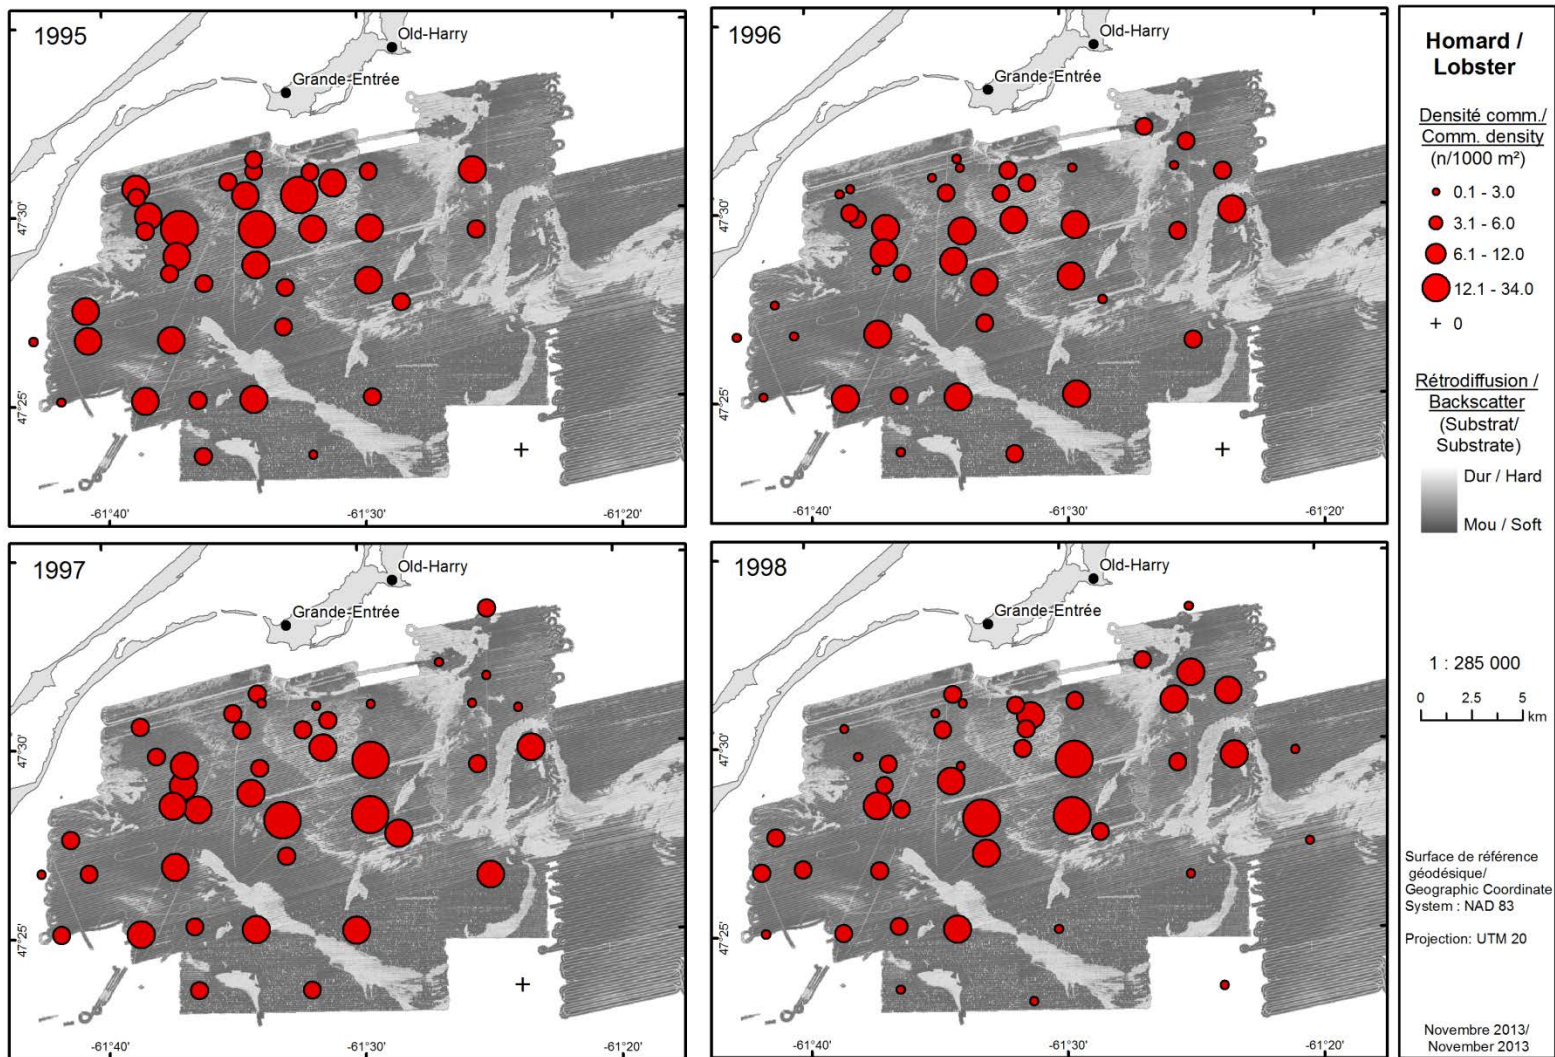 1995
Old-Harry
Grande-Entrée
47°30'
47°25'
-61°40'
-61°30'
-61°20'
1996
Old-Harry
Grande-Entrée
47°30'
47°25'
-61°40'
-61°30'
-61°20'
1997
Old-Harry
Grande-Entrée
47°30'
47°25'
-61°40'
-61°30'
-61°20'
1998
Old-Harry
Grande-Entrée
47°30'
47°25'
-61°40'
-61°30'
-61°20'
Homard /
Lobster
Densité comm./
Comm. density
(n/1000 m²)
0.1 - 3.0
3.1 - 6.0
6.1 - 12.0
12.1 - 34.0
0
Rétrodiffusion /
Backscatter
(Substrat/
Substrate)
Dur / Hard
Mou / Soft
1 : 285 000
0 2.5 5
km
Surface de référence
géodésique/
Geographic Coordinate
System : NAD 83
Projection: UTM 20
Novembre 2013/
November 2013